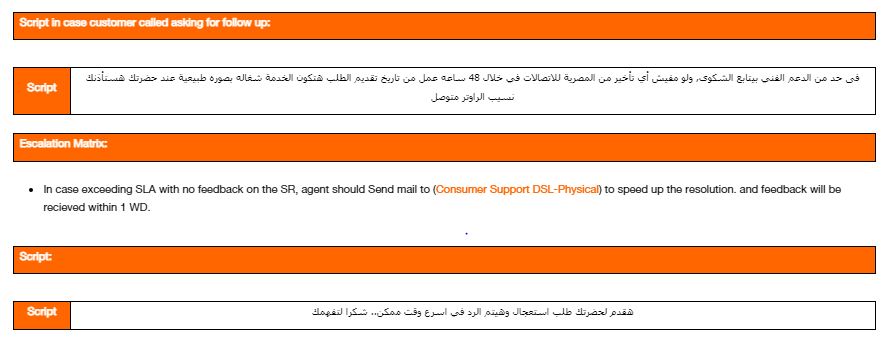 Script in case customer called asking for follow up:
Script
فى حد من الدعم الفنى بيتابع الشكوى, ولو مفيش أي تأخير من المصرية للاتصالات في خلال 48 ساعه عمل من تاريخ تقديم الطلب هتكون الخدمة شغاله بصوره طبيعية عند حضرتك هستأذنك
نسيب الراوتر متوصل
Escalation Matrix:
• In case exceeding SLA with no feedback on the SR, agent should Send mail to (Consumer Support DSL-Physical) to speed up the resolution. and feedback will be
recieved within 1 WD.
.
Script:
Script
هقدم لحضرتك طلب استعجال وهيتم الرد في اسرع وقت ممكن.. شكرا لتفهمك